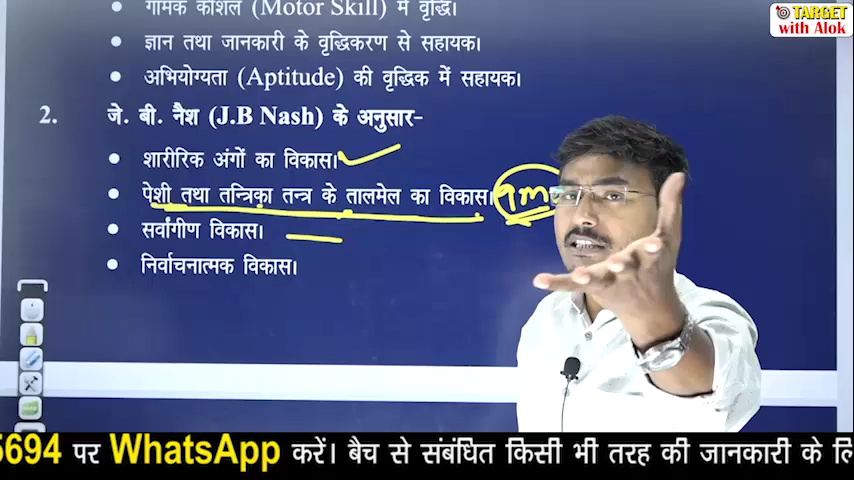 TARGET
with Alok
• गामक कौशल (Motor Skill) में वृद्धि।
• ज्ञान तथा जानकारी के वृद्धिकरण से सहायक।
• अभियोग्यता (Aptitude) की वृद्धिक में सहायक।
2. जे. बी. नैश (J.B Nash) के अनुसार-
• शारीरिक अंगों का विकास।
• पेशी तथा तन्त्रिका तन्त्र के तालमेल का विकास।
• सर्वांगीण विकास।
• निर्वाचनात्मक विकास।
5694 पर WhatsApp करें। बैच से संबंधित किसी भी तरह की जानकारी के